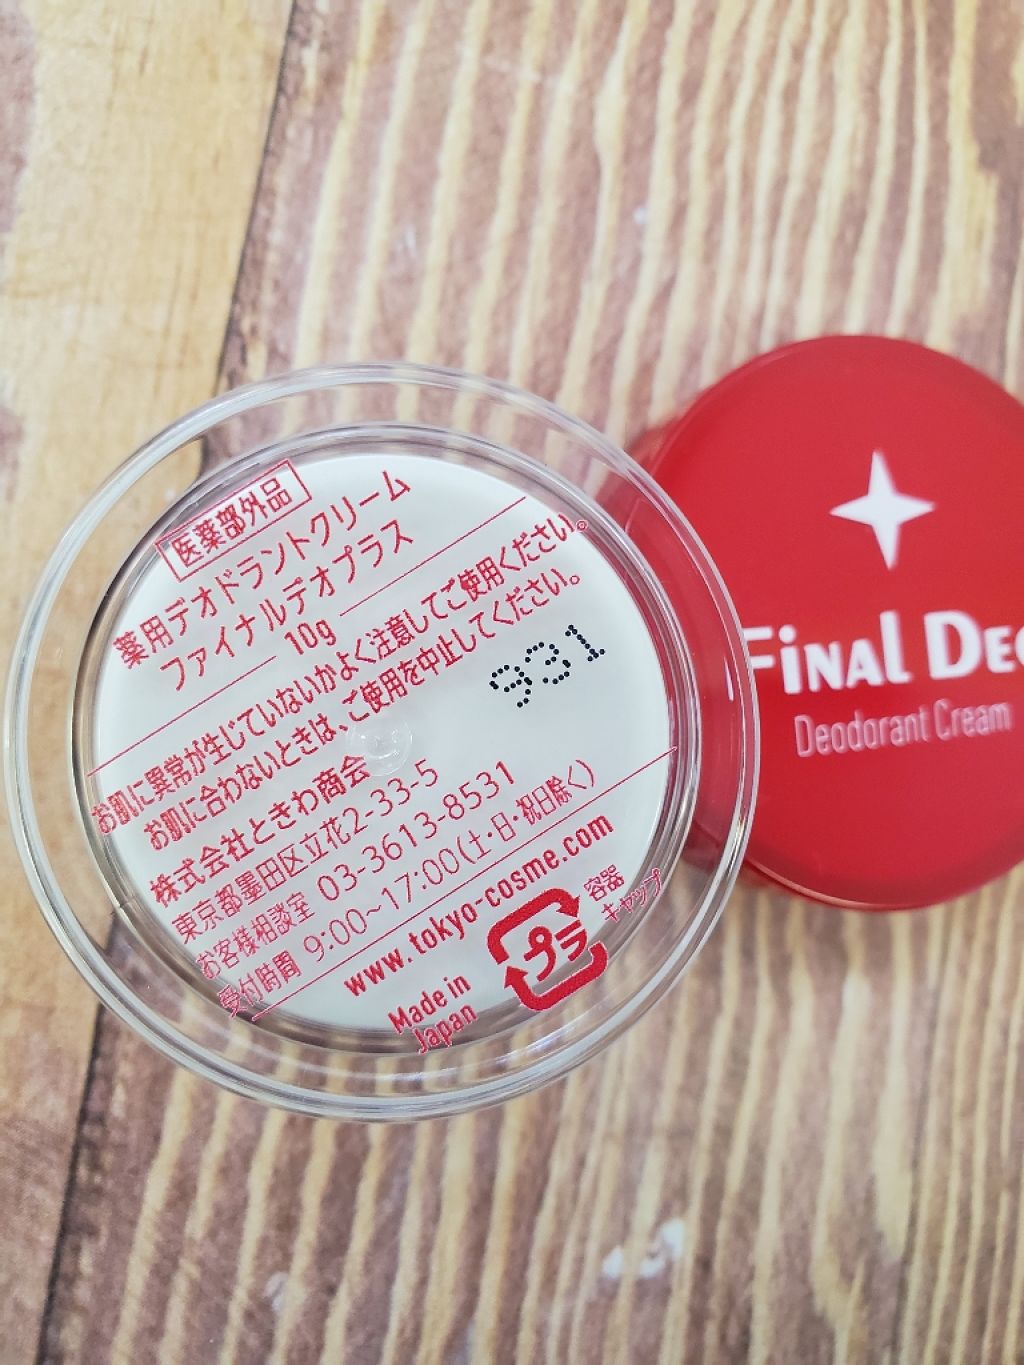 医薬部外品
薬用デオドラントクリーム
ファイナルデオプラス
10g
お肌に異常が生じていないかよく注意してご使用ください。
お肌に合わないときは、ご使用を中止してください。
931
株式会社ときわ商会
東京都墨田区立花2-33-5
お客様相談室 03-3613-8531
受付時間 9:00~17:00(土・日・祝日除く)
www.tokyo-cosme.com
Made in
Japan
プラ
容器
キャップ
Final Deo
Deodorant Cream